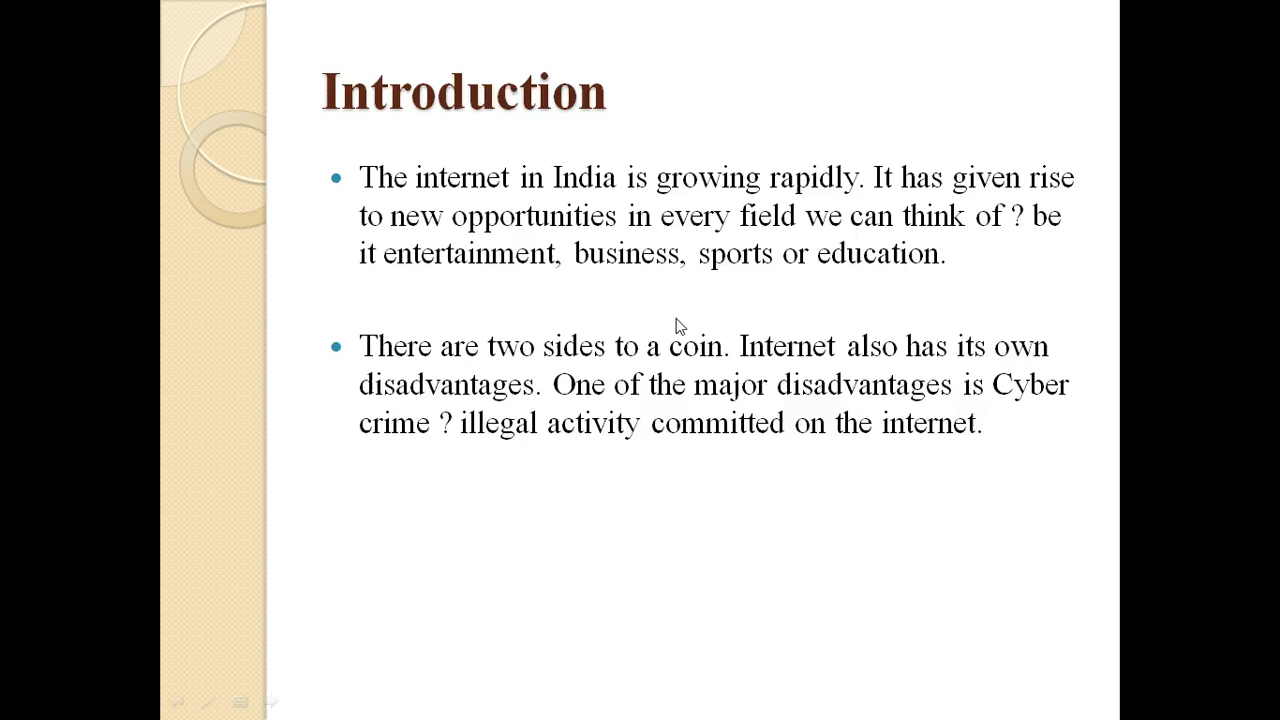 Introduction
The internet in India is growing rapidly. It has given rise
to new opportunities in every field we can think of ? be
it entertainment, business, sports or education.
There are two sides to a coin. Internet also has its own
disadvantages. One of the major disadvantages is Cyber
crime ? illegal activity committed on the internet.